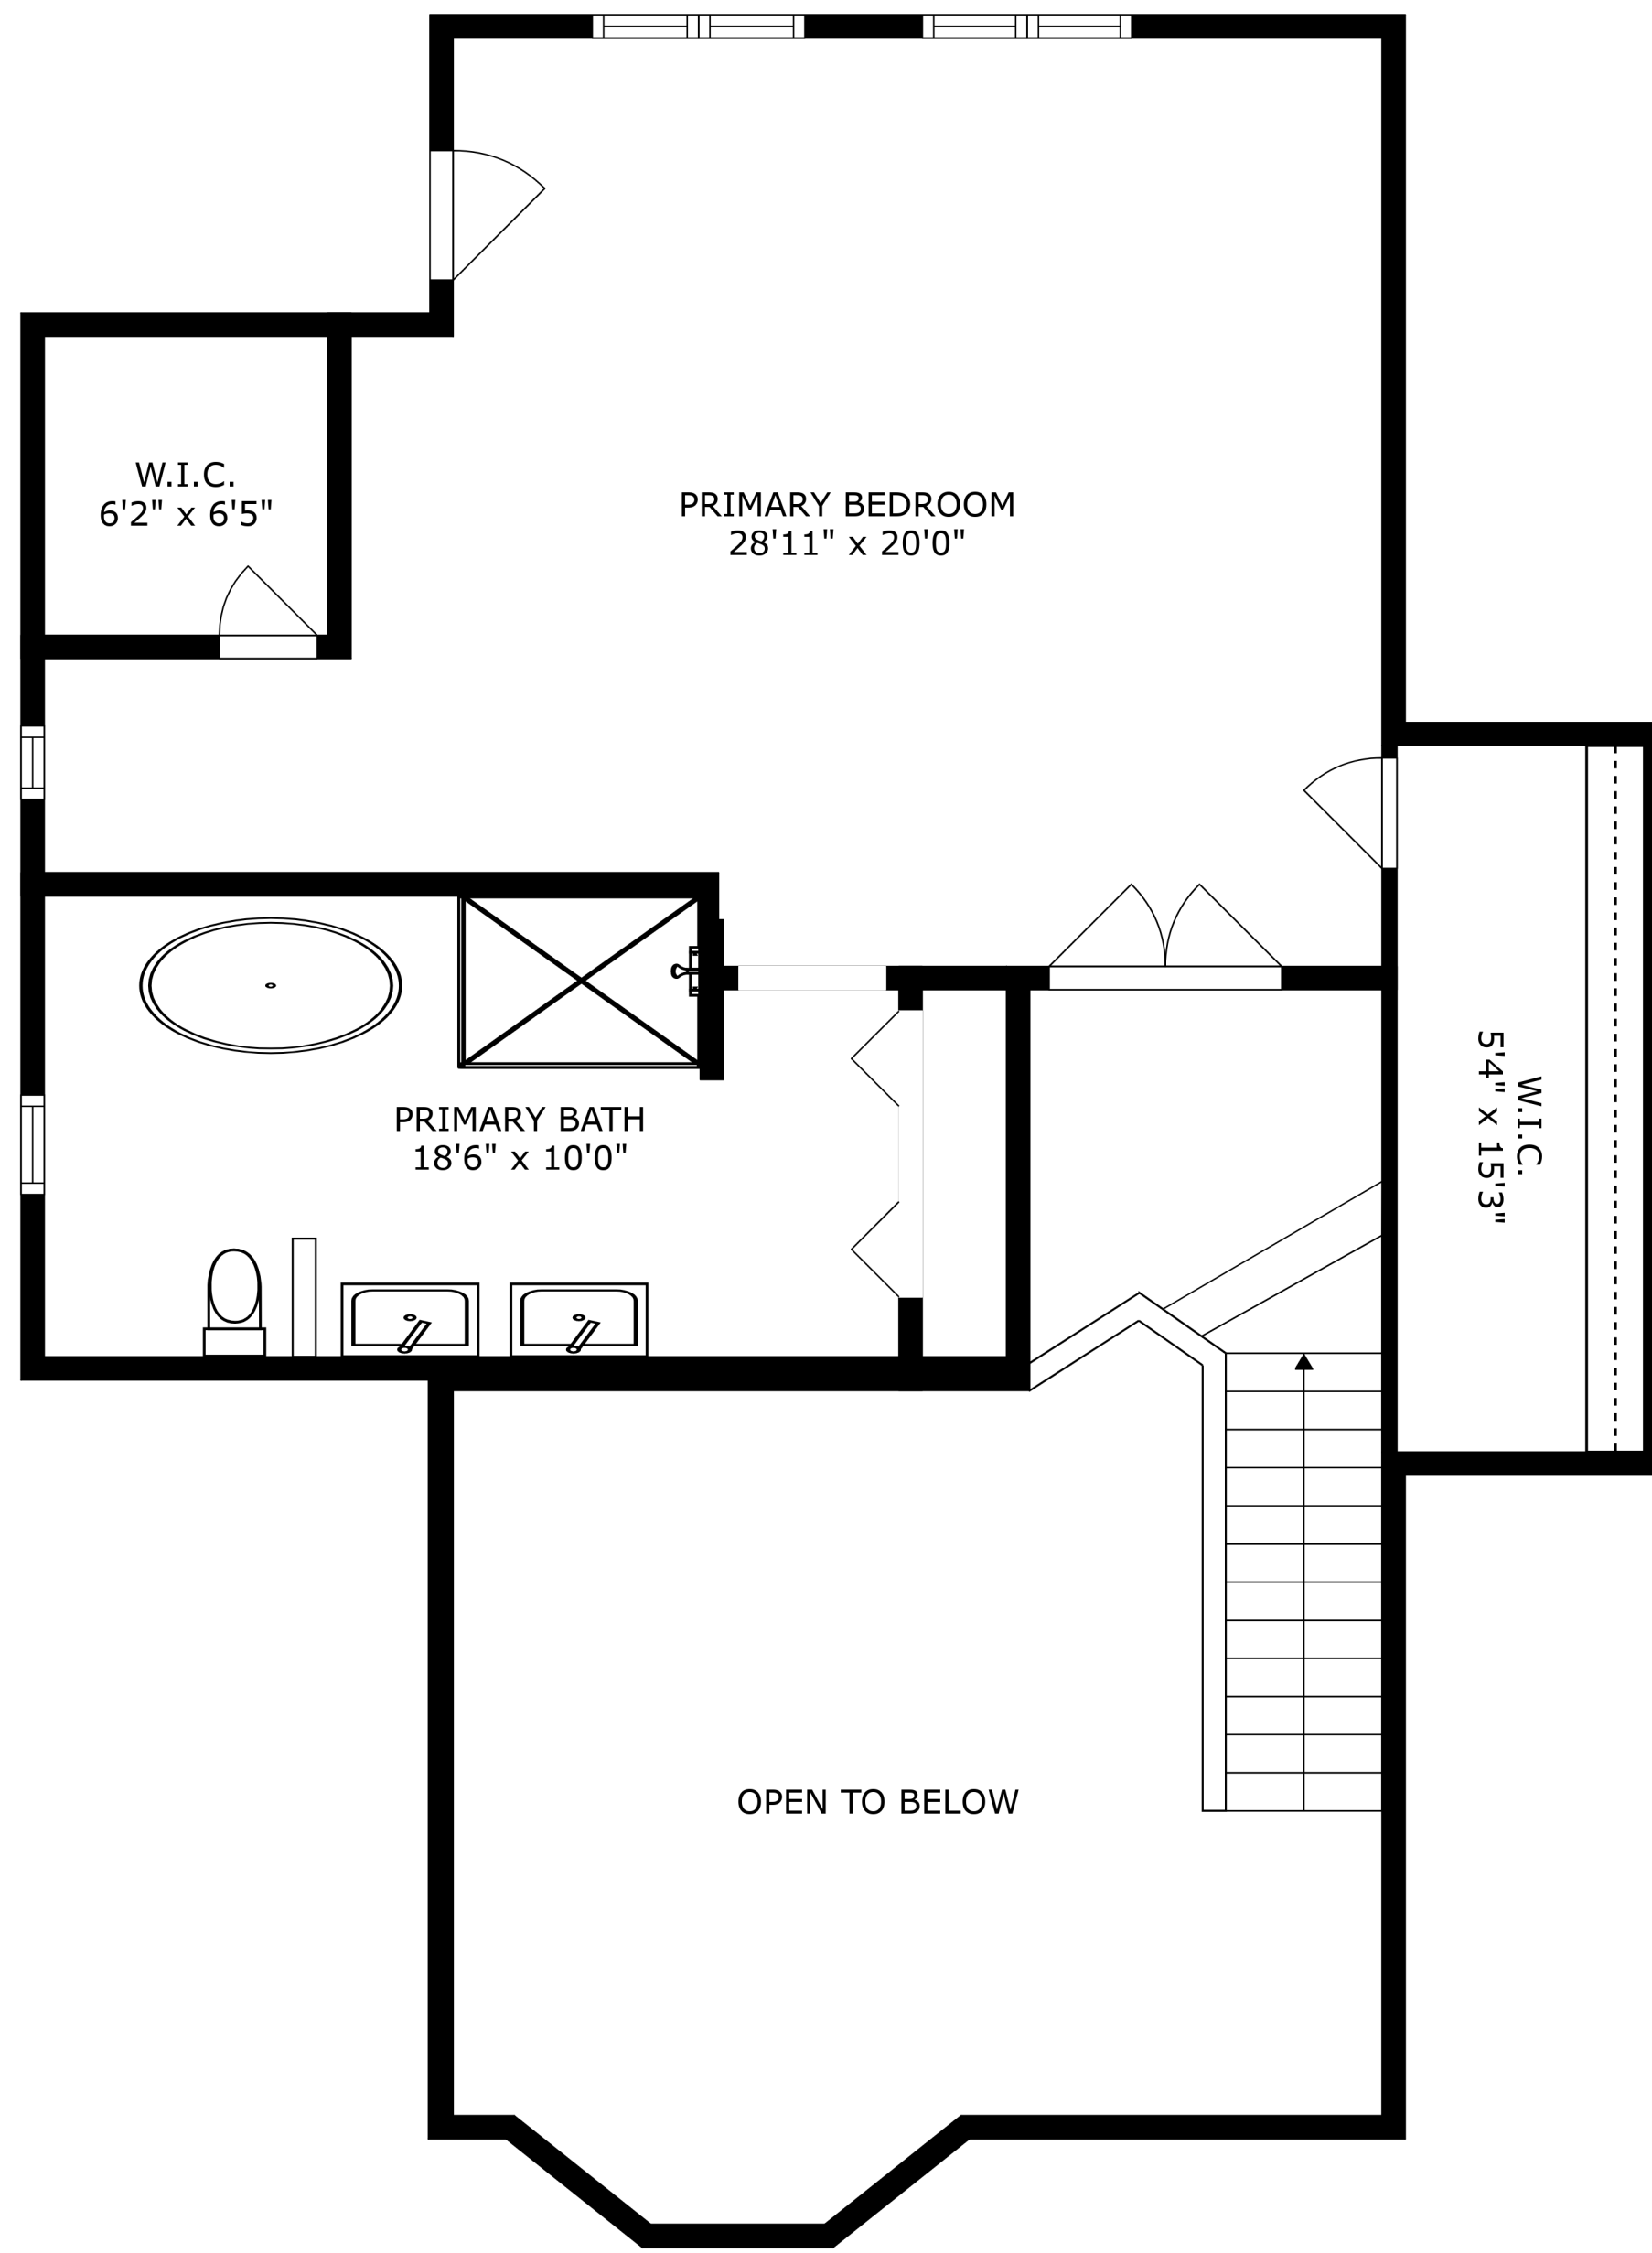 W.I.C.
6'2" x 6'5"
PRIMARY BEDROOM
28'11" x 20'0"
W.I.C.
5'4" x 15'3"
PRIMARY BATH
18'6" x 10'0"
OPEN TO BELOW